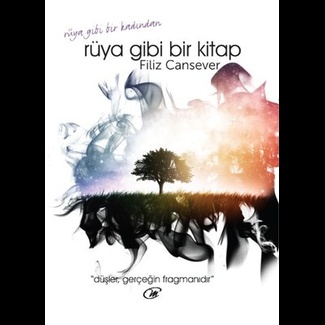 rüya gibi bir kadından
rüya gibi bir kitap
Filiz Cansever
"düşler, gerçeğin fragmanıdır"